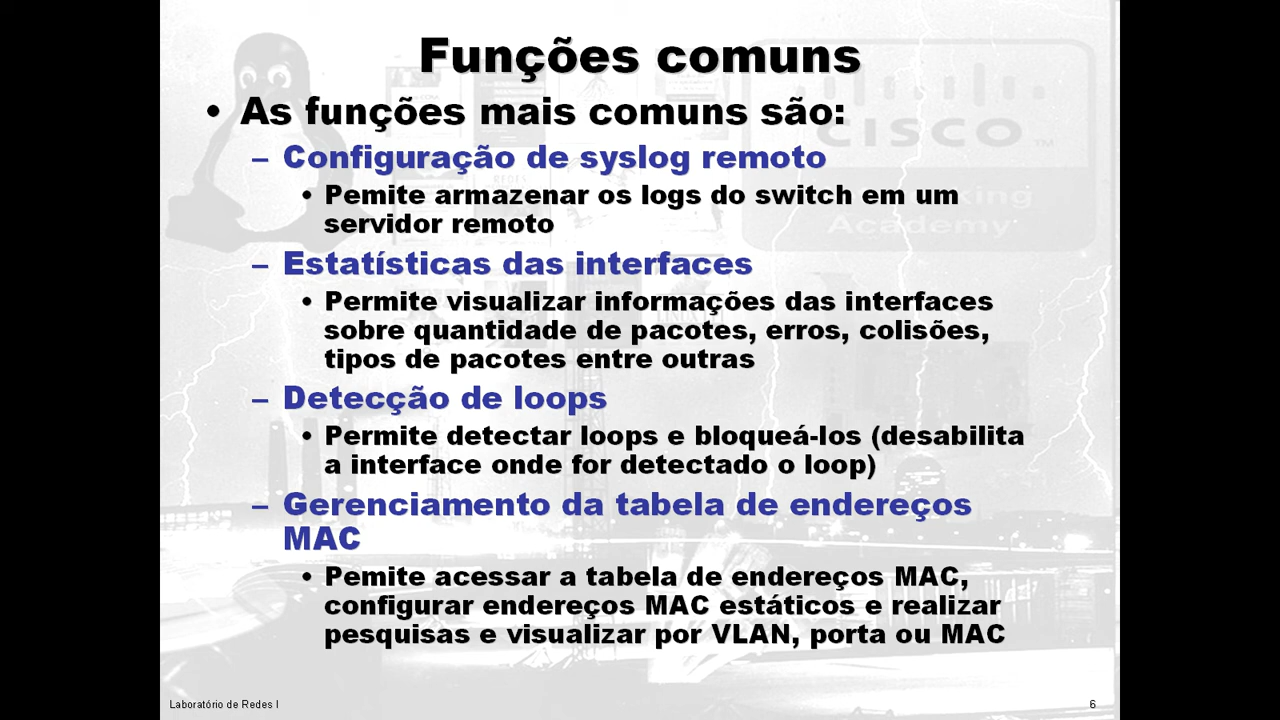 Funções comuns
• As funções mais comuns são:
– Configuração de syslog remoto
• Pemite armazenar os logs do switch em um
servidor remoto
– Estatísticas das interfaces
• Permite visualizar informações das interfaces
sobre quantidade de pacotes, erros, colisões,
tipos de pacotes entre outras
– Detecção de loops
• Permite detectar loops e bloqueá-los (desabilita
a interface onde for detectado o loop)
– Gerenciamento da tabela de endereços
MAC
• Pemite acessar a tabela de endereços MAC,
configurar endereços MAC estáticos e realizar
pesquisas e visualizar por VLAN, porta ou MAC
CISCO
TM
Academy
Laboratório de Redes I
6